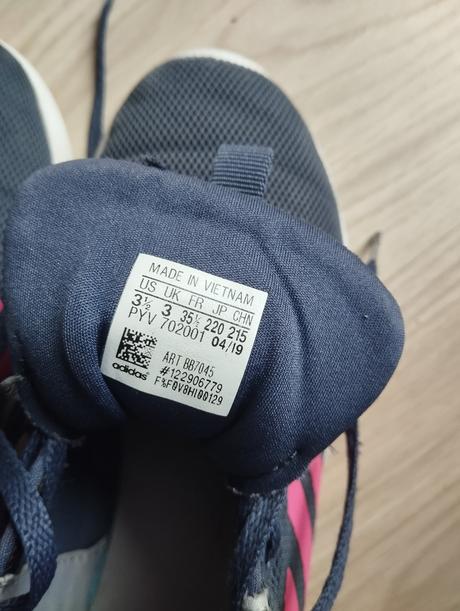 MADE IN VIETNAM
US UK FR JP CHN
3½ 3 35½ 220 215
PYV 702001 04/19
ART BB7045
#122906779
F%F0V8H100129
adidas